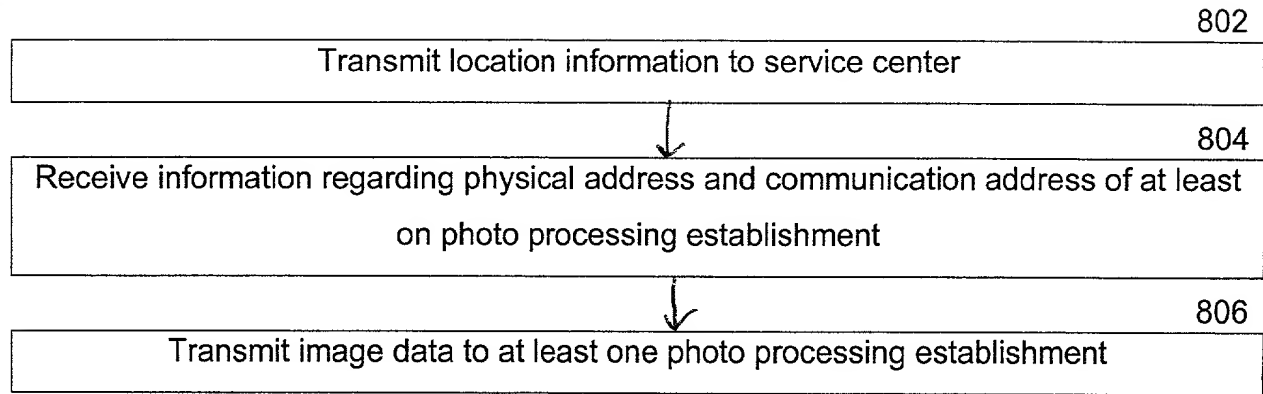 802
Transmit location information to service center
804
Receive information regarding physical address and communication address of at least
on photo processing establishment
806
Transmit image data to at least one photo processing establishment